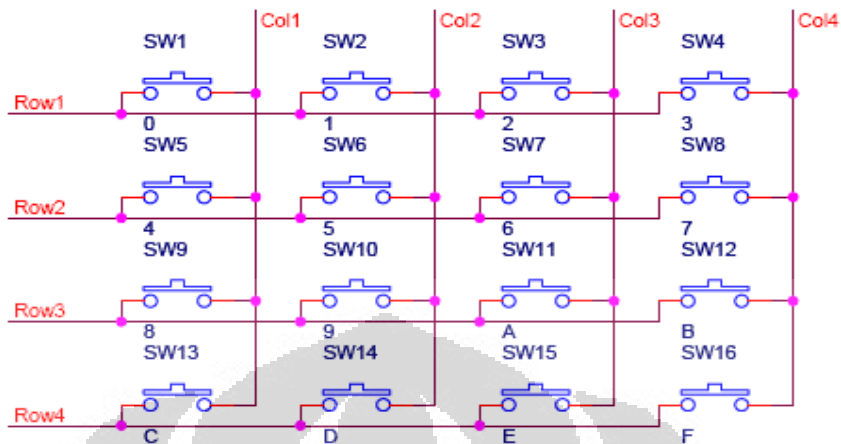 Col1 Col2 Col3 Col4
SW1 SW2 SW3 SW4
Row1
0 1 2 3
SW5 SW6 SW7 SW8
Row2
4 5 6 7
SW9 SW10 SW11 SW12
Row3
8 9 A B
SW13 SW14 SW15 SW16
Row4
C D E F